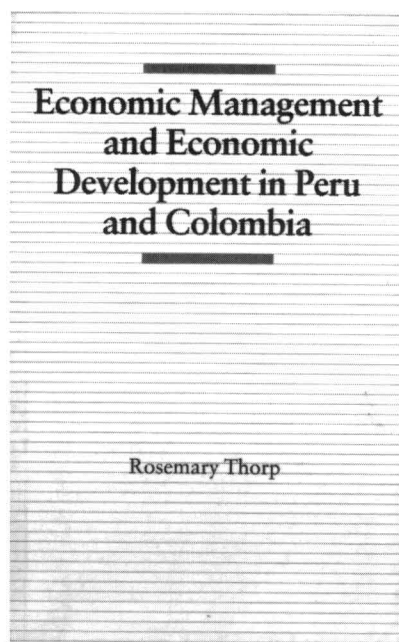 Economic Management
and Economic
Development in Peru
and Colombia
Rosemary Thorp